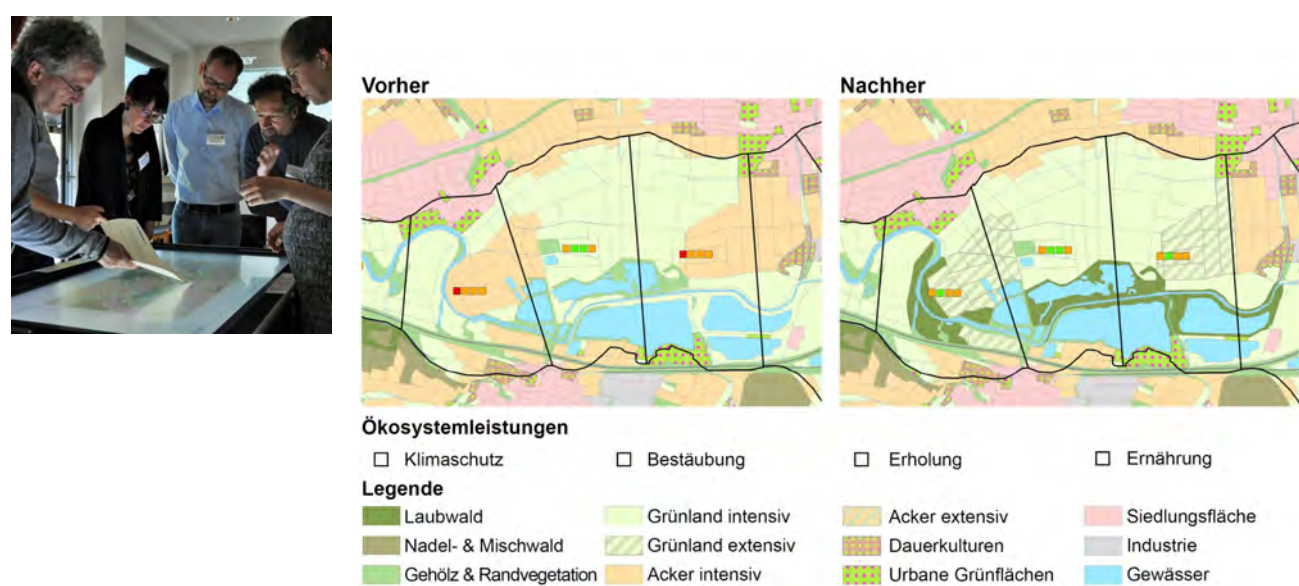 Vorher
Nachher
Ökosystemleistungen
Klimaschutz
Bestäubung
Erholung
Ernährung
Legende
Laubwald
Grünland intensiv
Acker extensiv
Siedlungsfläche
Nadel- & Mischwald
Grünland extensiv
Dauerkulturen
Industrie
Gehölz & Randvegetation
Acker intensiv
Urbane Grünflächen
Gewässer